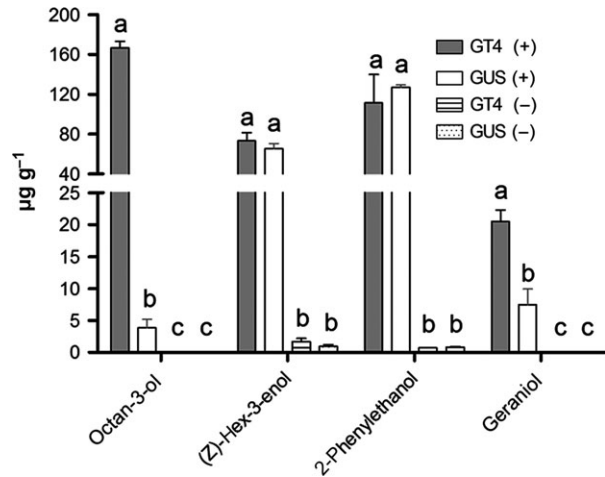 200
160
120
80
40
25
20
15
10
5
0
µg g⁻¹
a
b
c c
a a
b b
a a
b b
a
b
c c
GT4 (+)
GUS (+)
GT4 (–)
GUS (–)
Octan-3-ol
(Z)-Hex-3-enol
2-Phenylethanol
Geraniol